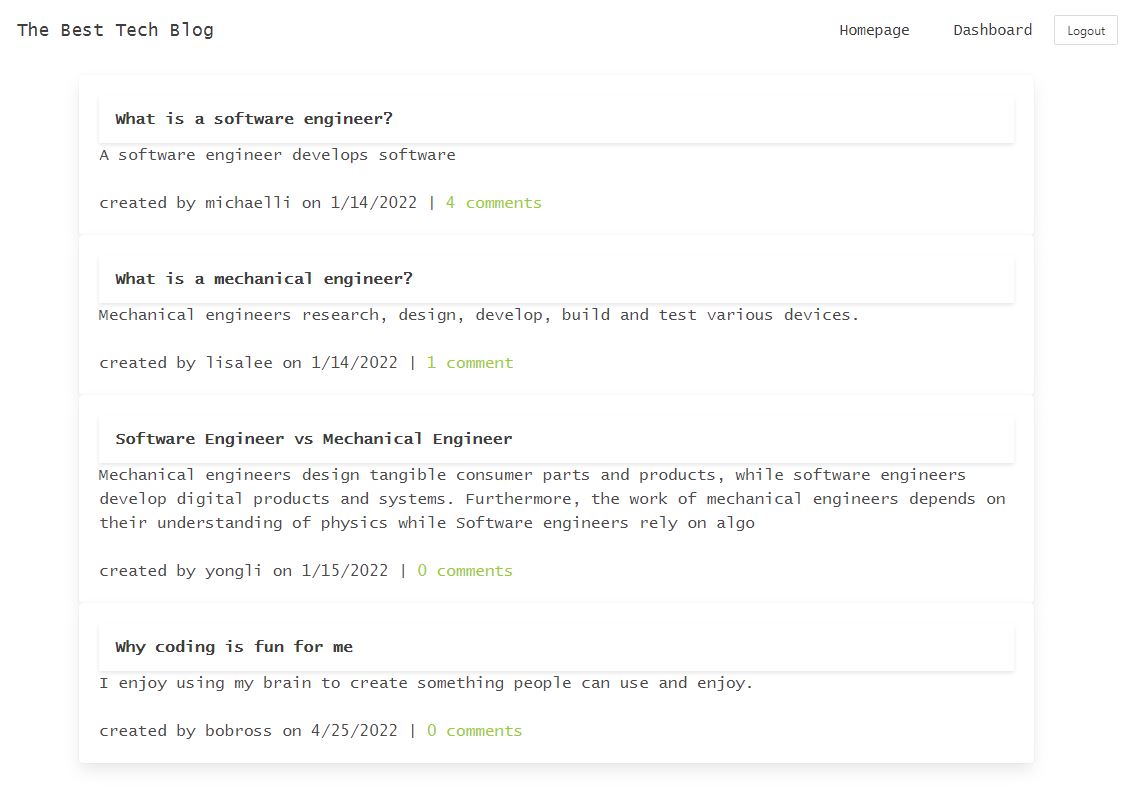 The Best Tech Blog
Homepage
Dashboard
Logout
What is a software engineer?
A software engineer develops software
created by michaelli on 1/14/2022 | 4 comments
What is a mechanical engineer?
Mechanical engineers research, design, develop, build and test various devices.
created by lisalee on 1/14/2022 | 1 comment
Software Engineer vs Mechanical Engineer
Mechanical engineers design tangible consumer parts and products, while software engineers
develop digital products and systems. Furthermore, the work of mechanical engineers depends on
their understanding of physics while Software engineers rely on algo
created by yongli on 1/15/2022 | 0 comments
Why coding is fun for me
I enjoy using my brain to create something people can use and enjoy.
created by bobross on 4/25/2022 | 0 comments